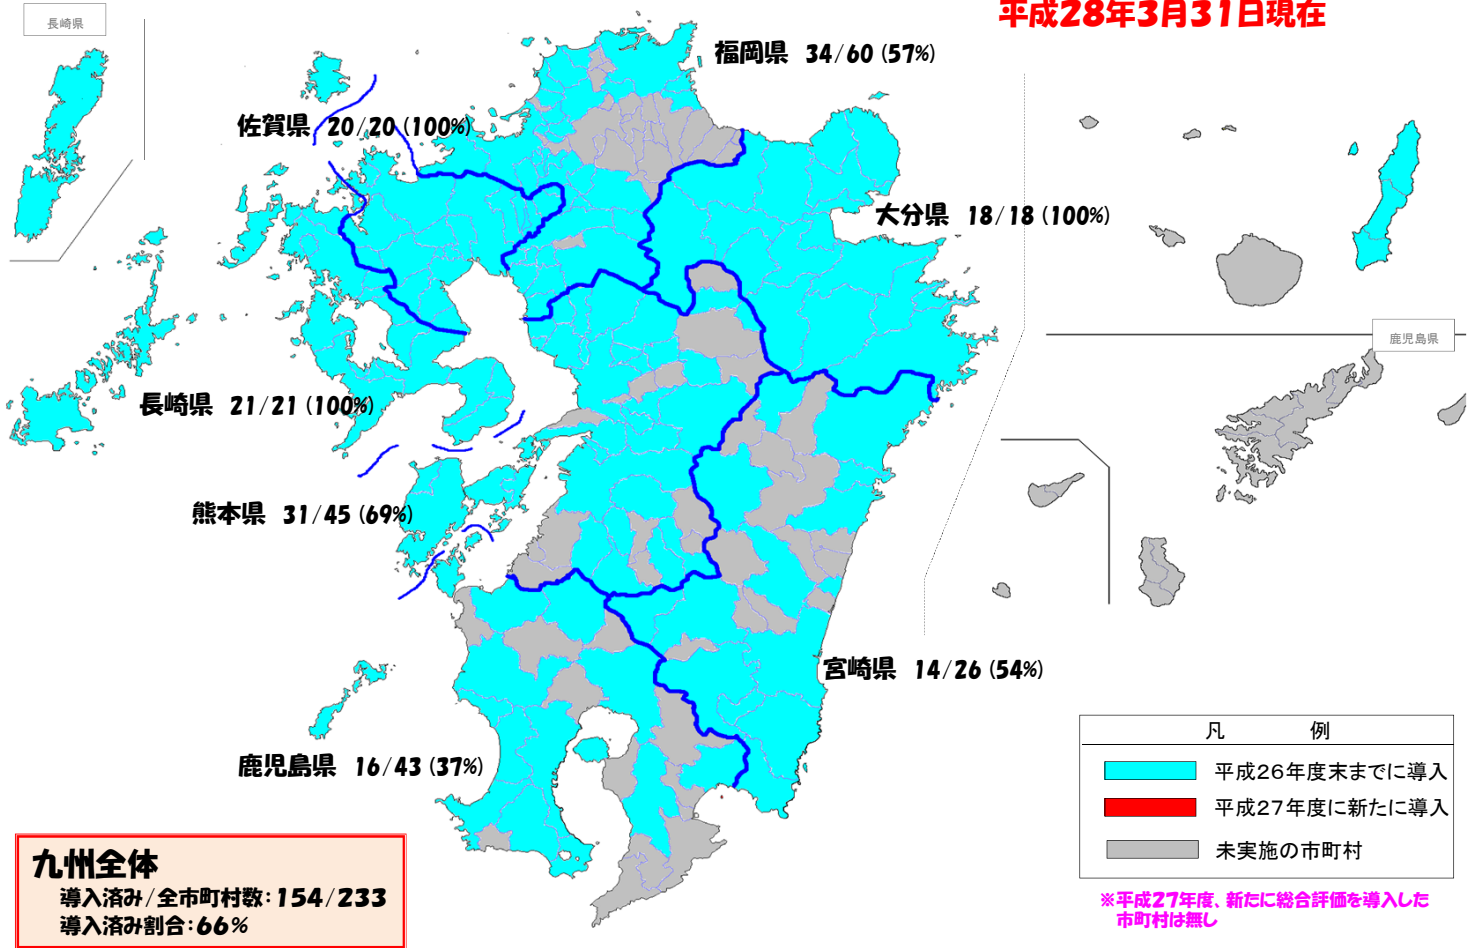 平成28年3月31日現在
長崎県
福岡県 34/60 (57%)
佐賀県 20/20 (100%)
大分県 18/18 (100%)
鹿児島県
長崎県 21/21 (100%)
熊本県 31/45 (69%)
宮崎県 14/26 (54%)
鹿児島県 16/43 (37%)
凡 例
平成26年度末までに導入
平成27年度に新たに導入
未実施の市町村
九州全体
導入済み/全市町村数:154/233
導入済み割合:66%
※平成27年度、新たに総合評価を導入した
市町村は無し